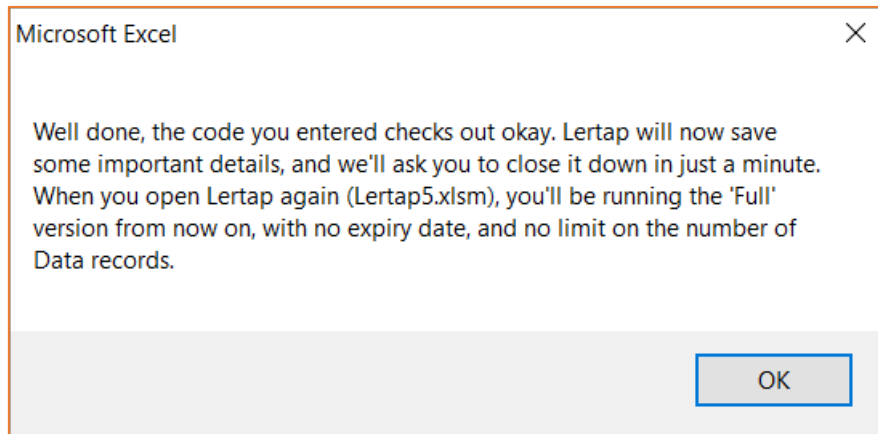 Microsoft Excel
Well done, the code you entered checks out okay. Lertap will now save
some important details, and we'll ask you to close it down in just a minute.
When you open Lertap again (Lertap5.xlsm), you'll be running the 'Full'
version from now on, with no expiry date, and no limit on the number of
Data records.
OK